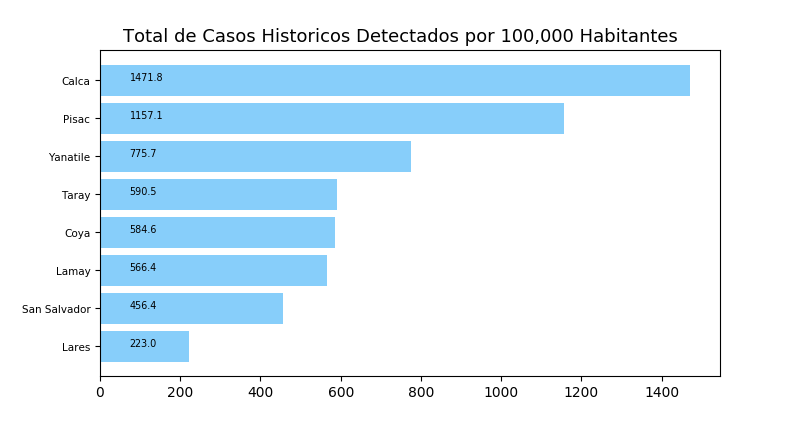 Total de Casos Historicos Detectados por 100,000 Habitantes
Calca 1471.8
Pisac 1157.1
Yanatile 775.7
Taray 590.5
Coya 584.6
Lamay 566.4
San Salvador 456.4
Lares 223.0
0 200 400 600 800 1000 1200 1400